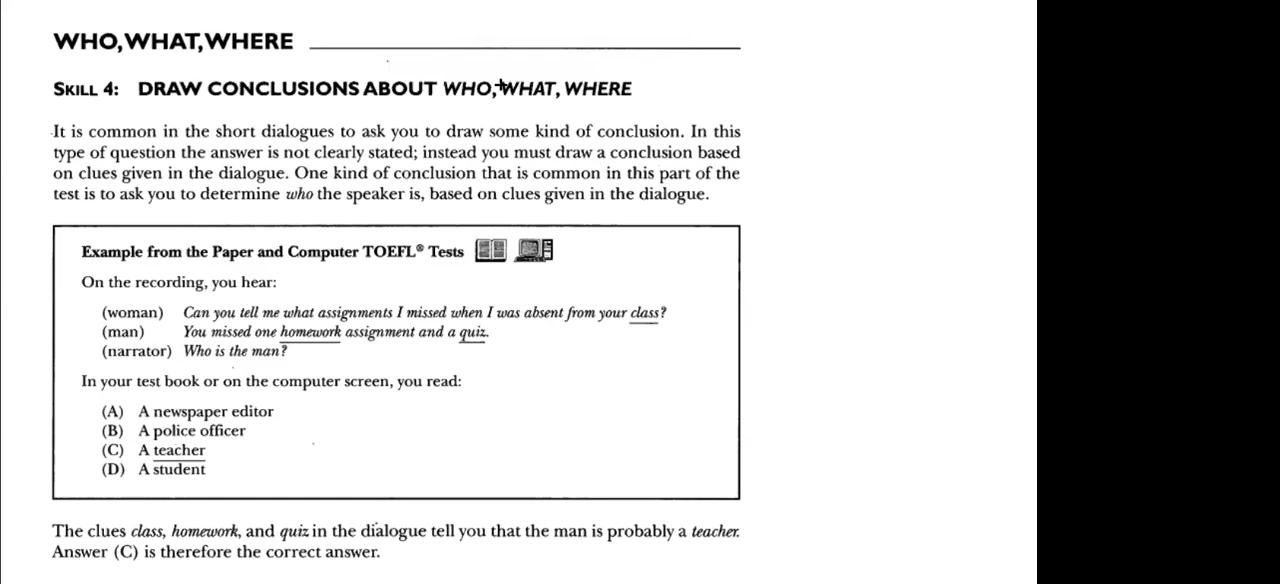 WHO, WHAT, WHERE
SKILL 4: DRAW CONCLUSIONS ABOUT WHO, WHAT, WHERE
It is common in the short dialogues to ask you to draw some kind of conclusion. In this
type of question the answer is not clearly stated; instead you must draw a conclusion based
on clues given in the dialogue. One kind of conclusion that is common in this part of the
test is to ask you to determine who the speaker is, based on clues given in the dialogue.
Example from the Paper and Computer TOEFL® Tests
On the recording, you hear:
(woman) Can you tell me what assignments I missed when I was absent from your class?
(man) You missed one homework assignment and a quiz.
(narrator) Who is the man?
In your test book or on the computer screen, you read:
(A) A newspaper editor
(B) A police officer
(C) A teacher
(D) A student
The clues class, homework, and quiz in the dialogue tell you that the man is probably a teacher.
Answer (C) is therefore the correct answer.